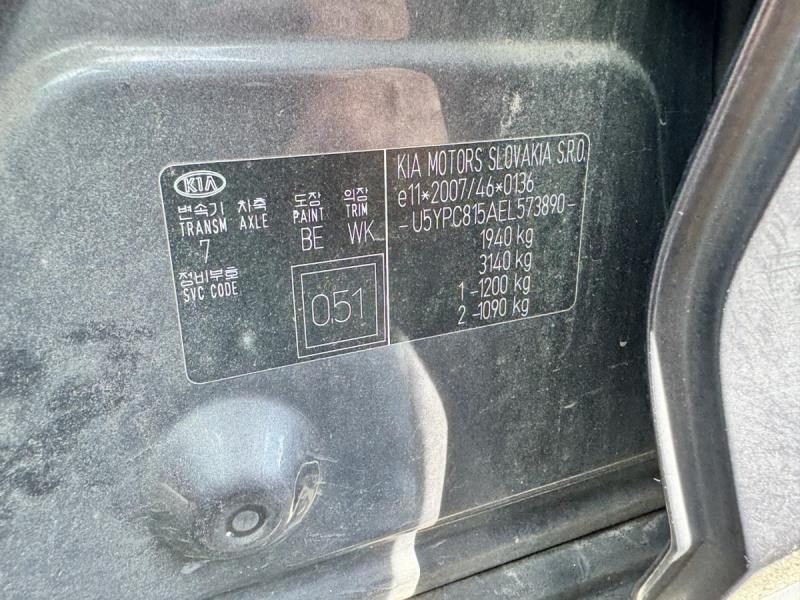 KIA
변속기 차축 도장 의장
TRANSM AXLE PAINT TRIM
7 BE WK
정비부호
SVC CODE
0.51
KIA MOTORS SLOVAKIA S.R.O.
e11*2007/46*0136
-U5YPC815AEL573890-
1940 kg
3140 kg
1-1200 kg
2-1090 kg